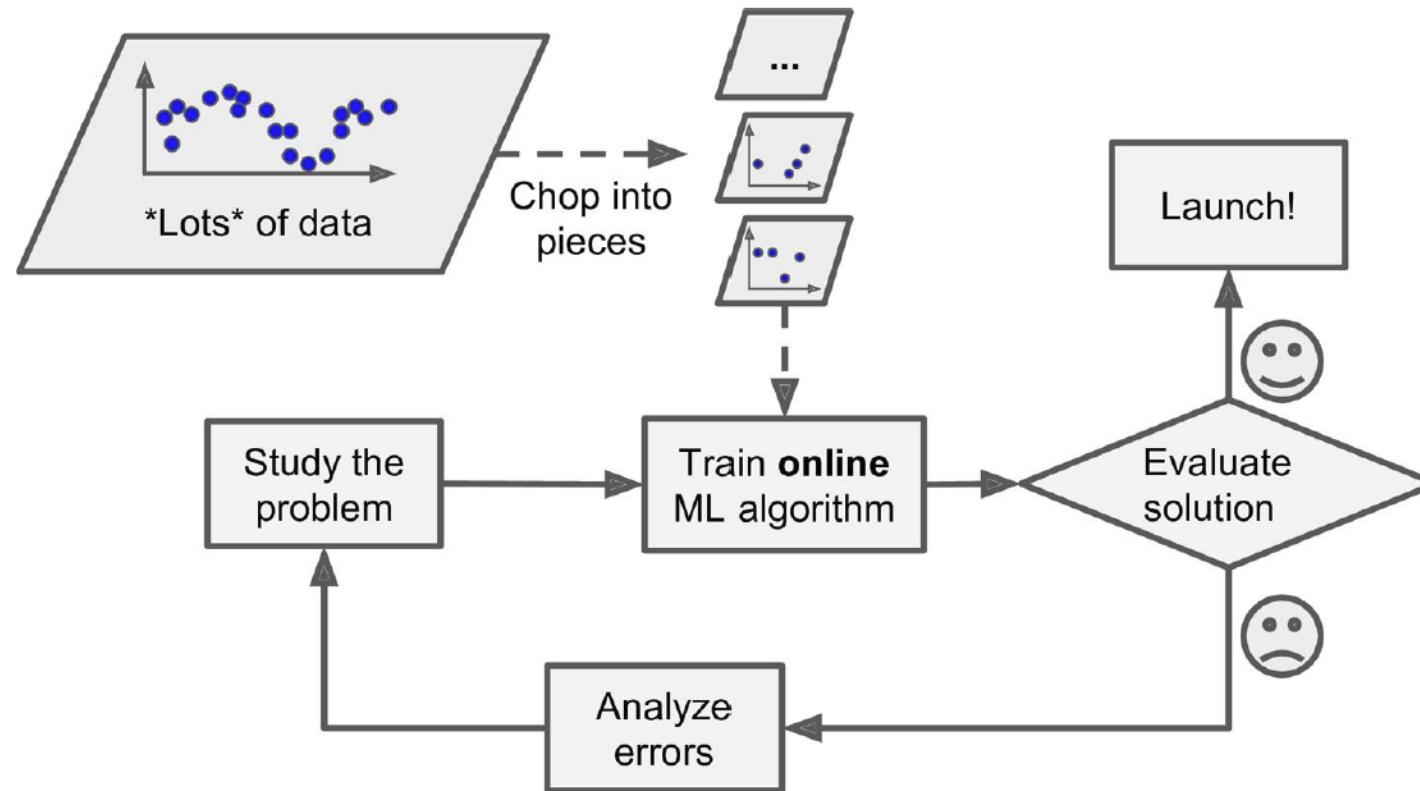 ...
*Lots* of data
Chop into
pieces
Launch!
Study the
problem
Train online
ML algorithm
Evaluate
solution
Analyze
errors